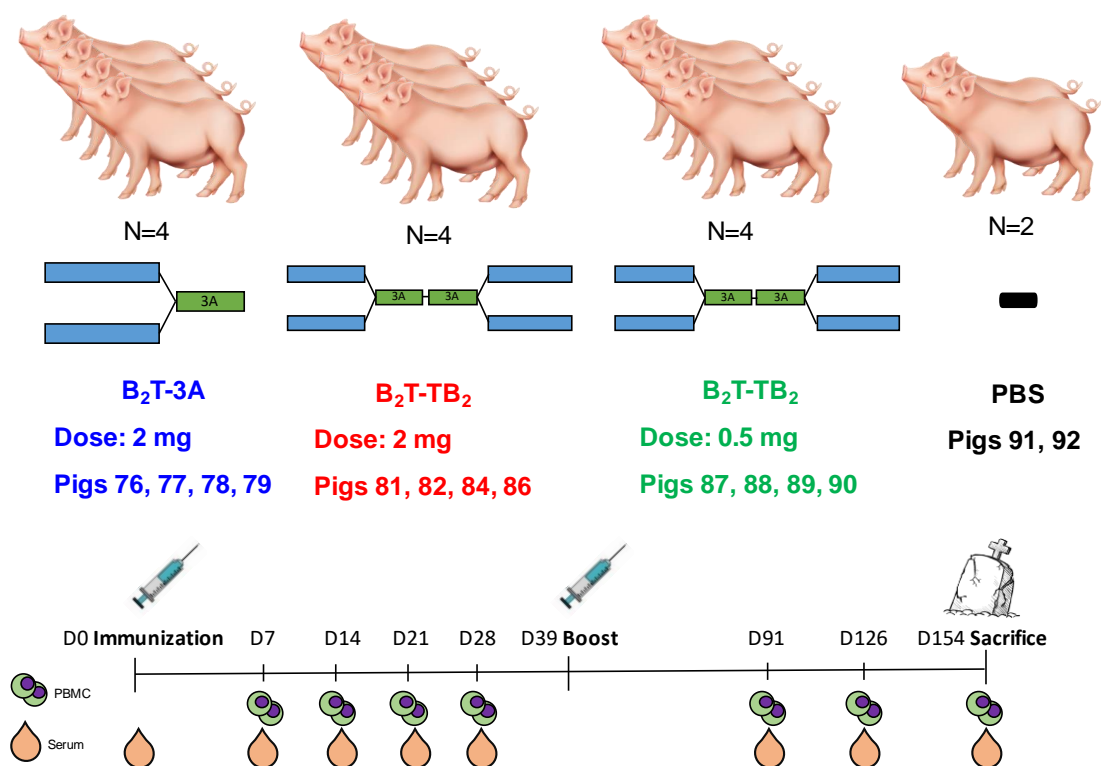 N=4 N=4 N=4 N=2
3A 3A 3A 3A 3A
B₂T-3A
Dose: 2 mg
Pigs 76, 77, 78, 79
B₂T-TB₂
Dose: 2 mg
Pigs 81, 82, 84, 86
B₂T-TB₂
Dose: 0.5 mg
Pigs 87, 88, 89, 90
PBS
Pigs 91, 92
D0 Immunization D7 D14 D21 D28 D39 Boost D91 D126 D154 Sacrifice
PBMC
Serum